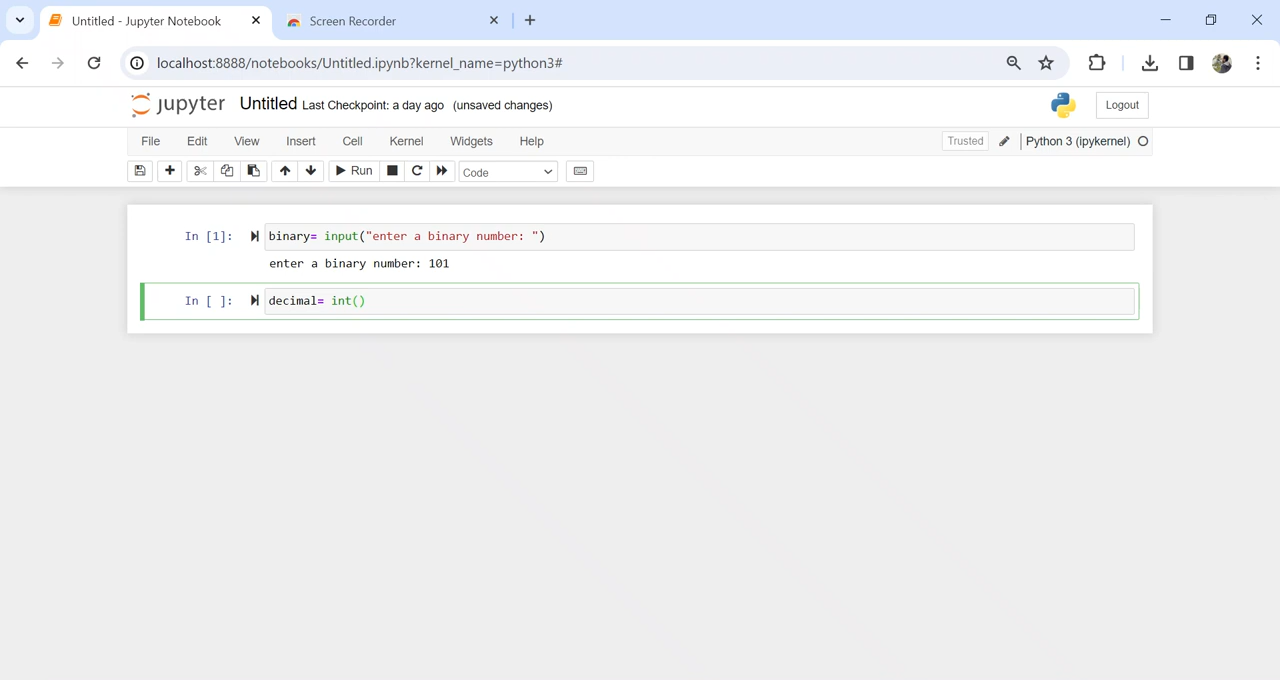 Untitled - Jupyter Notebook
Screen Recorder
localhost:8888/notebooks/Untitled.ipynb?kernel_name=python3#
jupyter Untitled Last Checkpoint: a day ago (unsaved changes)
Logout
File Edit View Insert Cell Kernel Widgets Help
Trusted
Python 3 (ipykernel)
Run
Code
In [1]: binary= input("enter a binary number: ")
enter a binary number: 101
In [ ]: decimal= int()